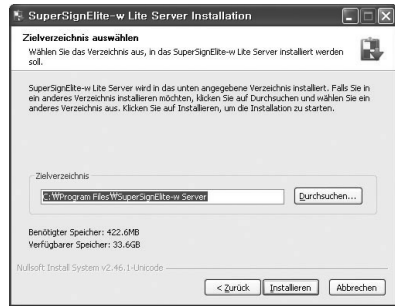 SuperSignElite-w Lite Server Installation
Zielverzeichnis auswählen
Wählen Sie das Verzeichnis aus, in das SuperSignElite-w Lite Server installiert werden
soll.
SuperSignElite-w Lite Server wird in das unten angegebene Verzeichnis installiert. Falls Sie in
ein anderes Verzeichnis installieren möchten, klicken Sie auf Durchsuchen und wählen Sie ein
anderes Verzeichnis aus. Klicken Sie auf Installieren, um die Installation zu starten.
Zielverzeichnis
C:₩Program Files₩SuperSignElite-w Server
Durchsuchen...
Benötigter Speicher: 422.6MB
Verfügbarer Speicher: 33.6GB
Nullsoft Install System v2.46.1-Unicode
< Zurück
Installieren
Abbrechen